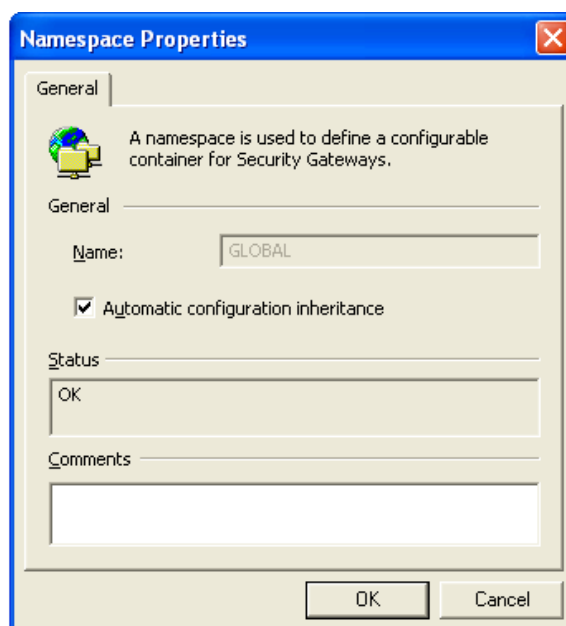 Namespace Properties
General
A namespace is used to define a configurable
container for Security Gateways.
General
Name:
GLOBAL
Automatic configuration inheritance
Status
OK
Comments
OK
Cancel